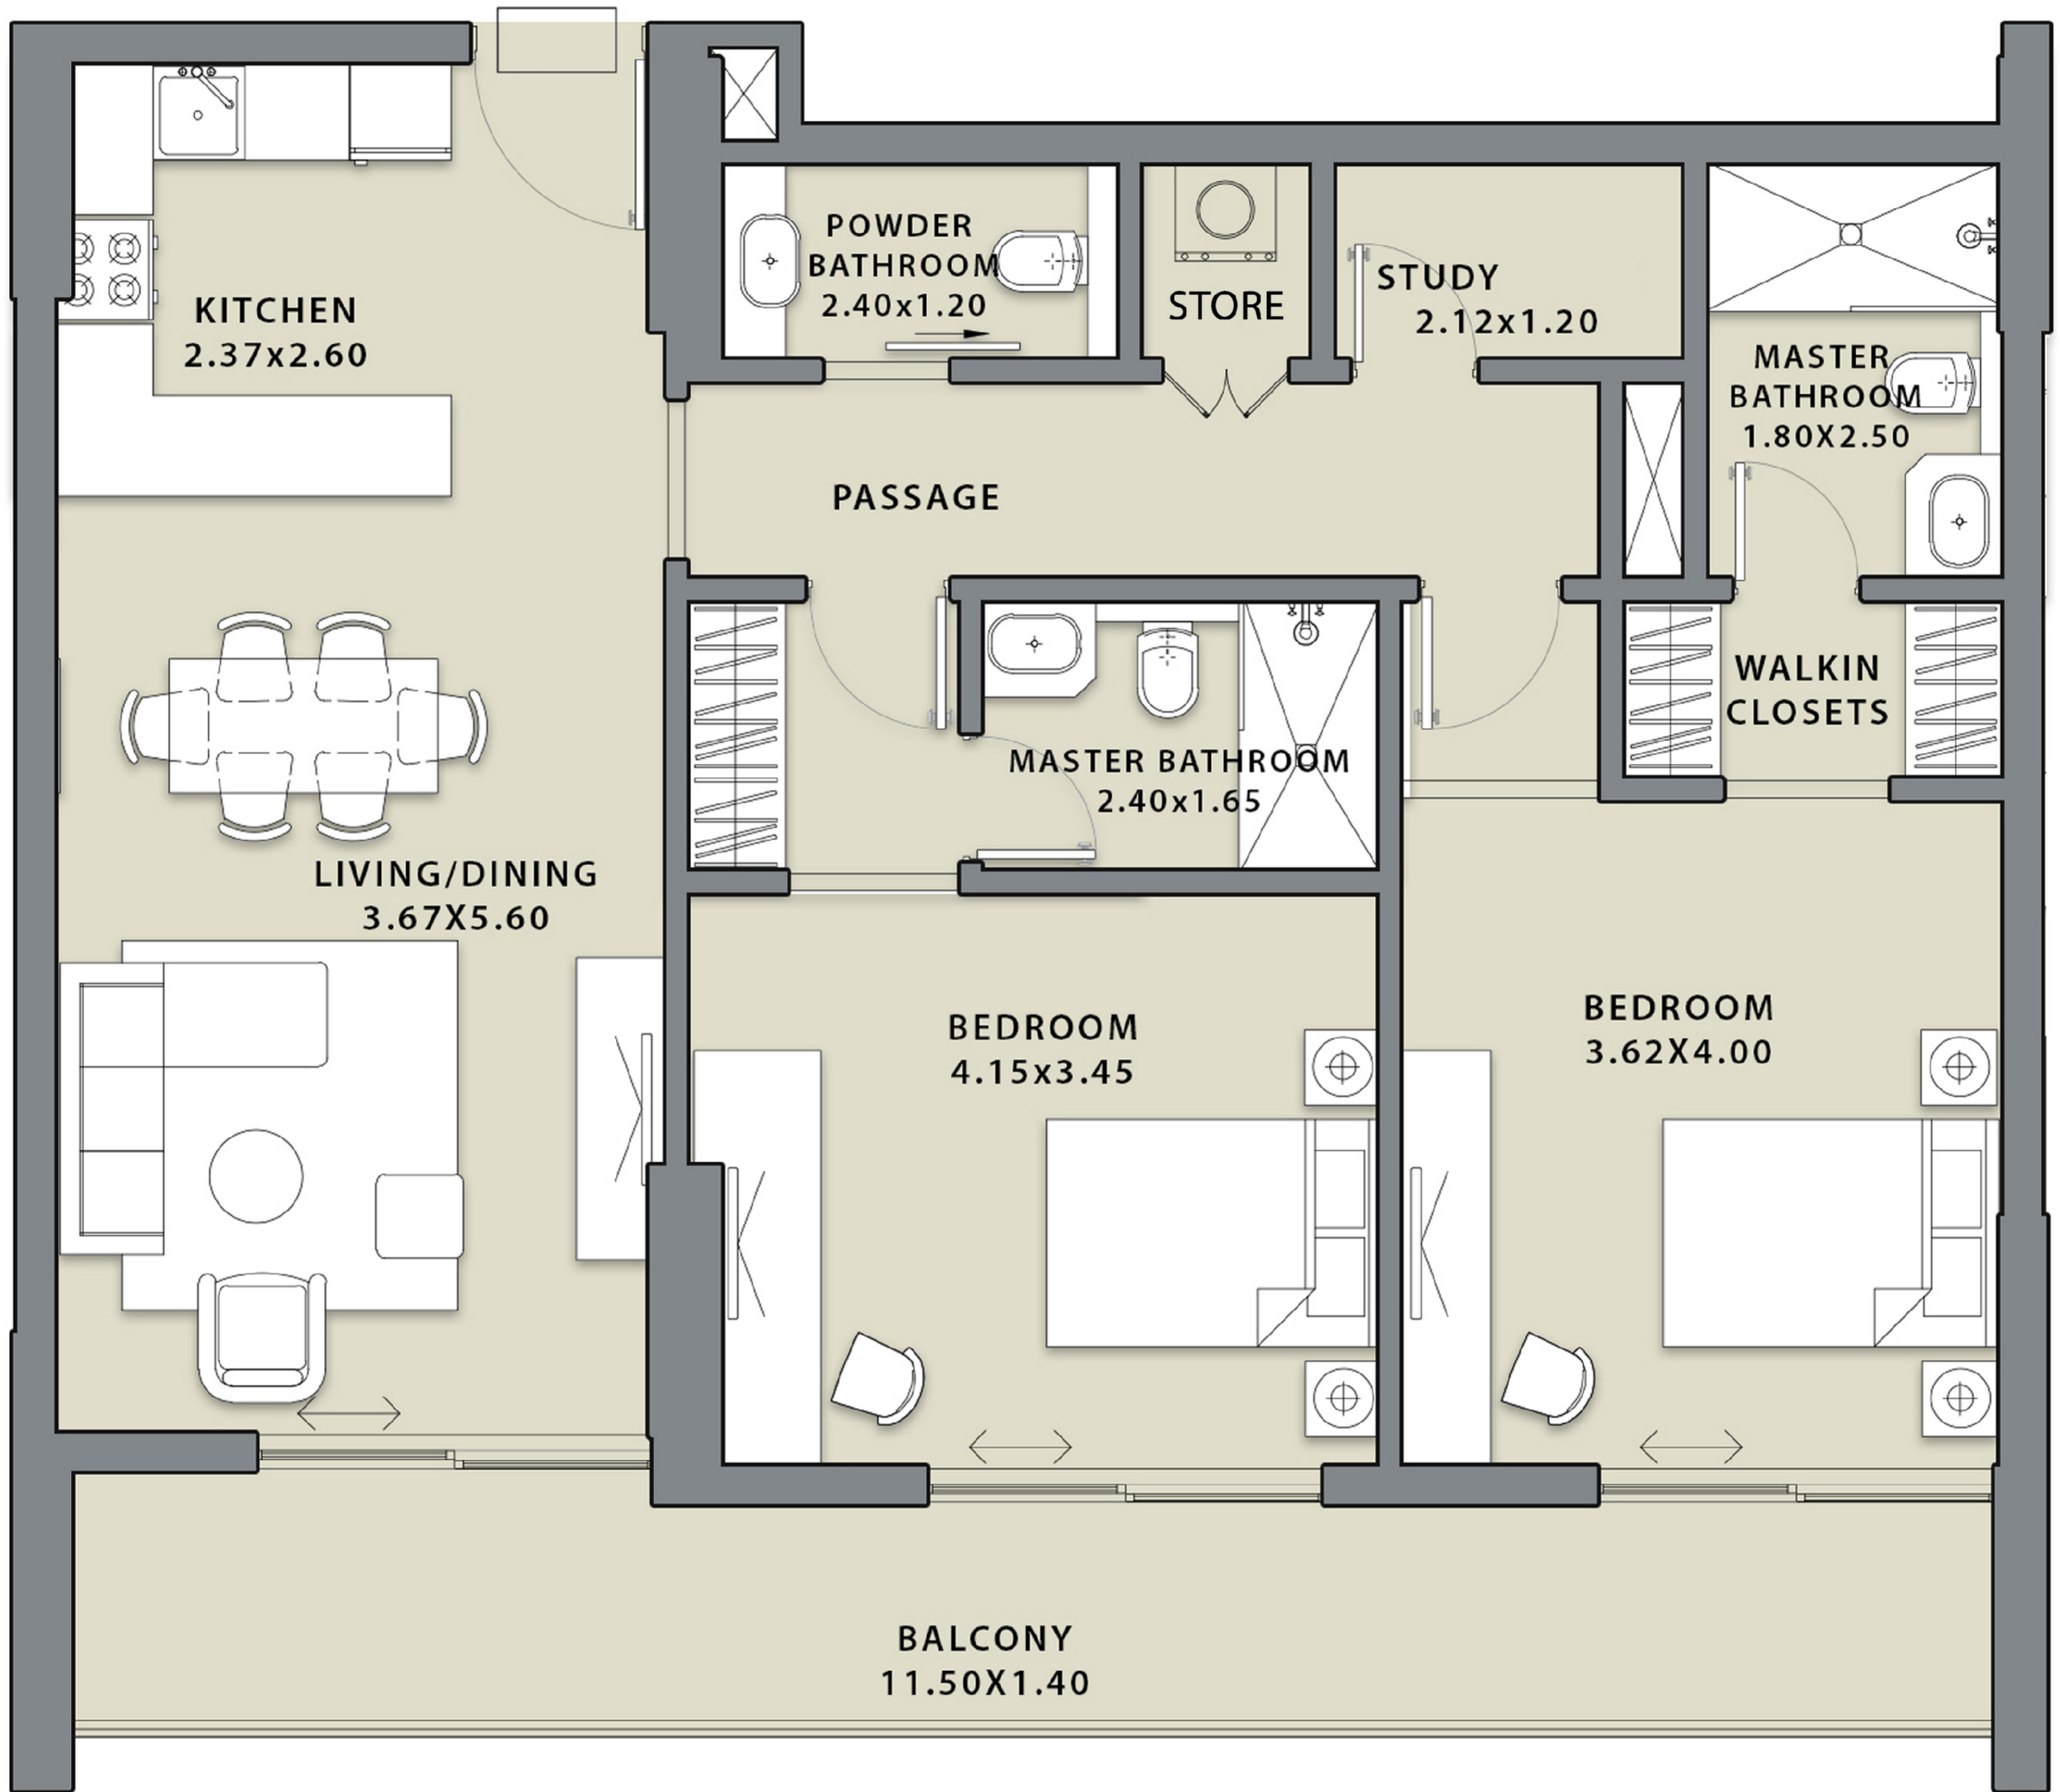 POWDER
BATHROOM
2.40x1.20
STORE
STUDY
2.12x1.20
KITCHEN
2.37x2.60
MASTER
BATHROOM
1.80X2.50
PASSAGE
WALKIN
CLOSETS
MASTER BATHROOM
2.40x1.65
LIVING/DINING
3.67X5.60
BEDROOM
4.15x3.45
BEDROOM
3.62X4.00
BALCONY
11.50X1.40